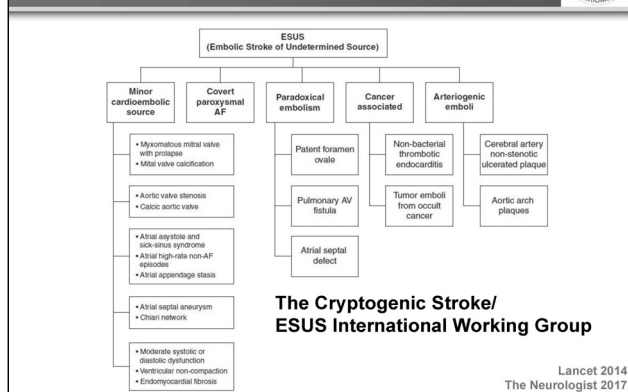 ESUS
(Embolic Stroke of Undetermined Source)
Minor
cardioembolic
source
Covert
paroxysmal
AF
Paradoxical
embolism
Cancer
associated
Arteriogenic
emboli
• Myxomatous mitral valve
with prolapse
• Mital valve calcification
• Aortic valve stenosis
• Calcic aortic valve
• Atrial asystole and
sick-sinus syndrome
• Atrial high-rate non-AF
episodes
• Atrial appendage stasis
• Atrial septal aneurysm
• Chiari network
• Moderate systolic or
diastolic dysfunction
• Ventricular non-compaction
• Endomyocardial fibrosis
Patent foramen
ovale
Pulmonary AV
fistula
Atrial septal
defect
Non-bacterial
thrombotic
endocarditis
Tumor emboli
from occult
cancer
Cerebral artery
non-stenotic
ulcerated plaque
Aortic arch
plaques
The Cryptogenic Stroke/
ESUS International Working Group
Lancet 2014
The Neurologist 2017